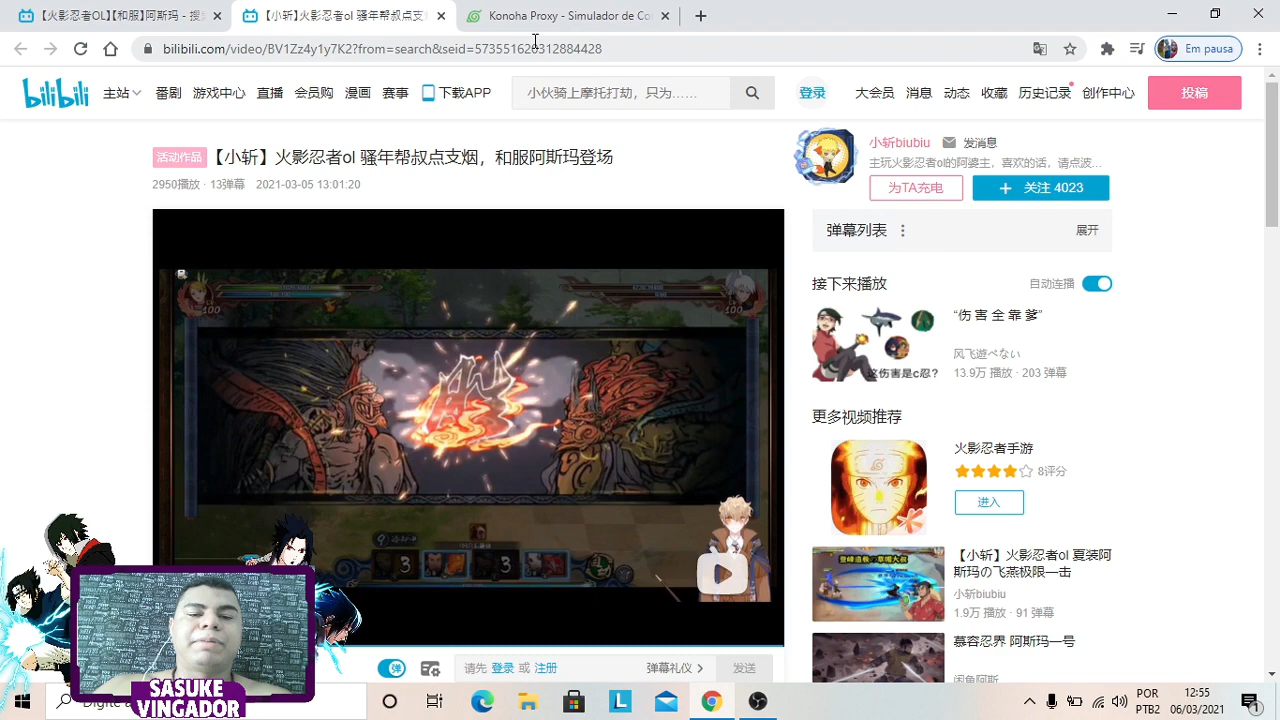 【火影忍者OL】【和服】阿斯玛 - 搜
【小斩】火影忍者ol 骚年帮叔点支
Konoha Proxy - Simulador de Co
bilibili.com/video/BV1Zz4y1y7K2?from=search&seid=5735516283312884428
Em pausa
bilibili
主站
番剧
游戏中心
直播
会员购
漫画
赛事
下载APP
小伙骑上摩托打劫，只为……
登录
大会员
消息
动态
收藏
历史记录
创作中心
投稿
活动作品
【小斩】火影忍者ol 骚年帮叔点支烟，和服阿斯玛登场
2950播放 · 13弹幕 2021-03-05 13:01:20
小斩biubiu
发消息
主玩火影忍者ol的阿婆主，喜欢的话，请点波...
为TA充电
+ 关注 4023
弹幕列表
展开
接下来播放
自动连播
这伤害是c忍?
“伤 害 全 靠 爹”
风飞遊べない
13.9万 播放 · 203 弹幕
更多视频推荐
火影忍者手游
8评分
进入
【小斩】火影忍者ol 夏装阿
斯玛の飞燕极限一击
小斩biubiu
1.9万 播放 · 91 弹幕
慕容忍界 阿斯玛一号
闲鱼阿斯
100
100
3
3
弹
请先 登录 或 注册
弹幕礼仪
发送
SASUKE
VINGADOR
POR
PTB2
12:55
06/03/2021
1